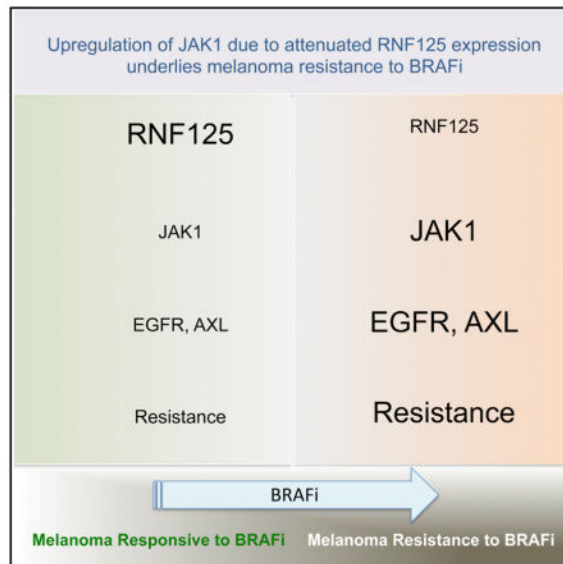 Upregulation of JAK1 due to attenuated RNF125 expression
underlies melanoma resistance to BRAFi
RNF125
JAK1
EGFR, AXL
Resistance
RNF125
JAK1
EGFR, AXL
Resistance
BRAFi
Melanoma Responsive to BRAFi
Melanoma Resistance to BRAFi